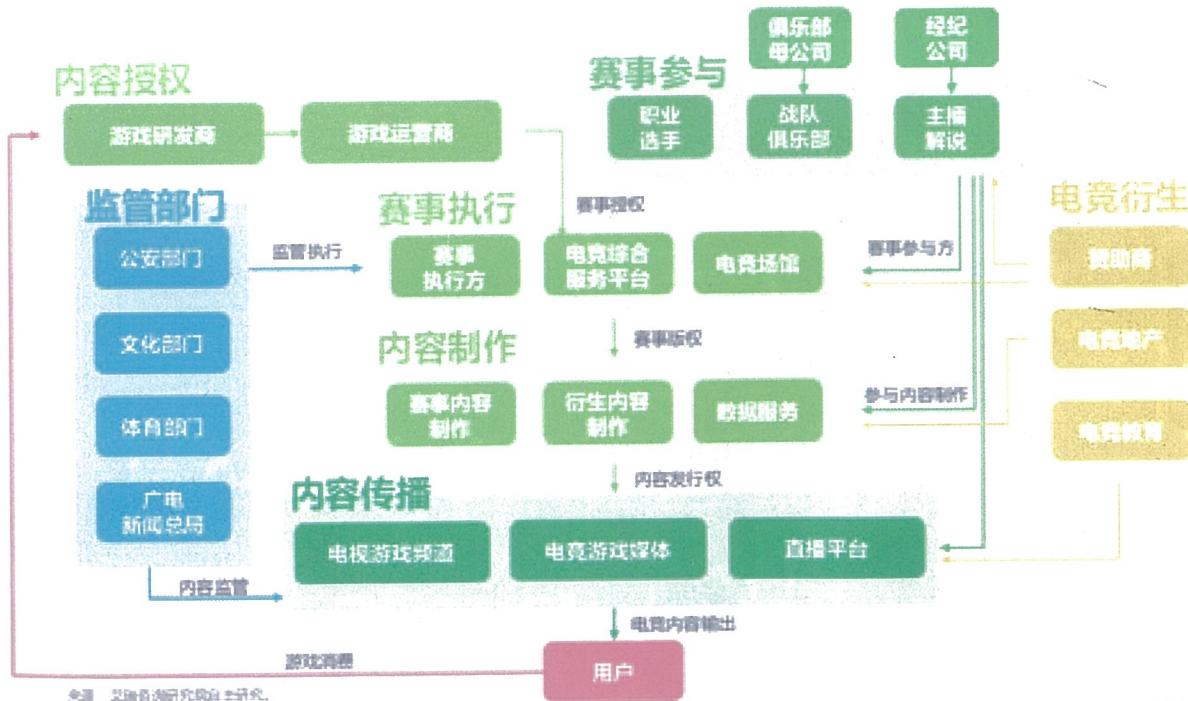 俱乐部
母公司
经纪
公司
内容授权
赛事参与
游戏研发商
游戏运营商
职业
选手
战队
俱乐部
主播
解说
监管部门
赛事执行
赛事授权
电竞衍生
公安部门
监管执行
赛事
执行方
电竞综合
服务平台
电竞场馆
赛事参与方
赞助商
文化部门
内容制作
赛事版权
电竞地产
体育部门
赛事内容
制作
衍生内容
制作
数据服务
参与内容制作
电竞教育
广电
新闻总局
内容传播
内容发行权
电视游戏频道
电竞游戏媒体
直播平台
内容监管
电竞内容输出
游戏消费
用户